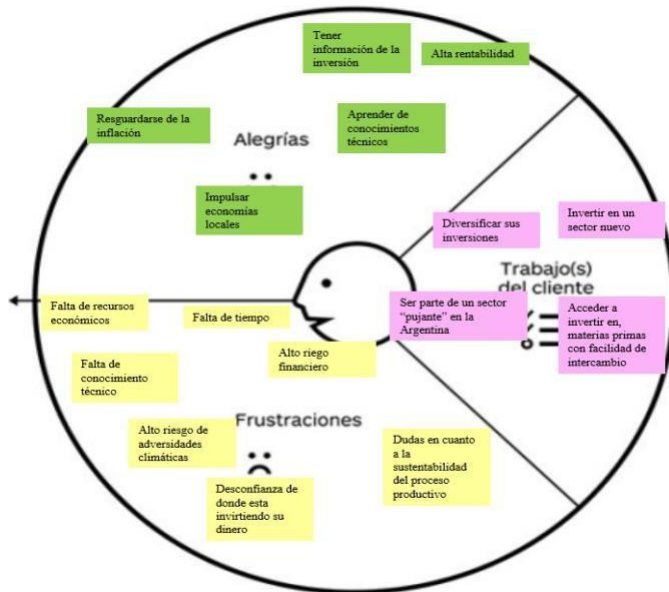 Tener
información de la
inversión
Alta rentabilidad
Resguardarse de la
inflación
Aprender de
conocimientos
técnicos
Alegrías
Impulsar
economías
locales
Diversificar sus
inversiones
Invertir en un
sector nuevo
Trabajo(s)
del cliente
Ser parte de un sector
“pujante” en la
Argentina
Acceder a
invertir en,
materias primas
con facilidad de
intercambio
Falta de recursos
económicos
Falta de tiempo
Alto riego
financiero
Falta de
conocimiento
técnico
Frustraciones
Alto riesgo de
adversidades
climáticas
Dudas en cuanto
a la
sustentabilidad
del proceso
productivo
Desconfianza de
donde esta
invirtiendo su
dinero